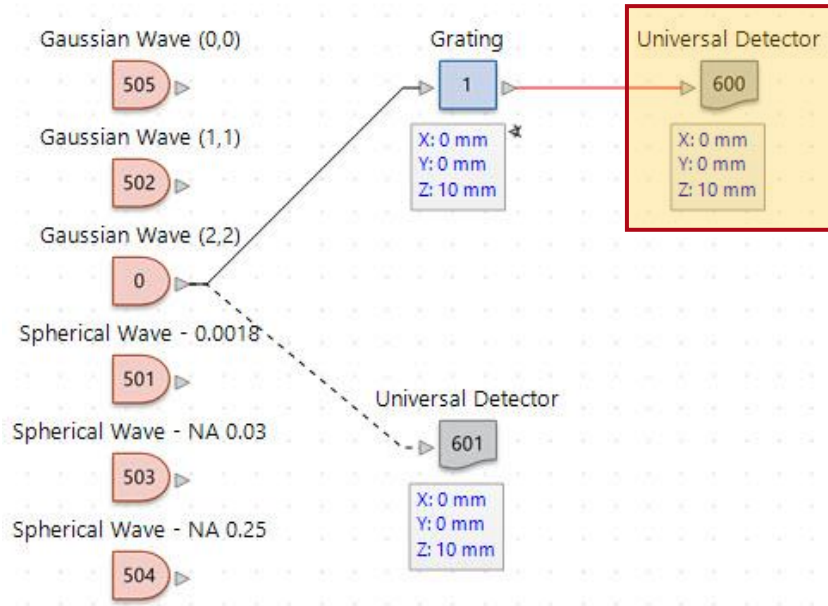 Gaussian Wave (0,0)
505
Gaussian Wave (1,1)
502
Gaussian Wave (2,2)
0
Spherical Wave - 0.0018
501
Spherical Wave - NA 0.03
503
Spherical Wave - NA 0.25
504
Grating
1
X: 0 mm
Y: 0 mm
Z: 10 mm
Universal Detector
600
X: 0 mm
Y: 0 mm
Z: 10 mm
Universal Detector
601
X: 0 mm
Y: 0 mm
Z: 10 mm